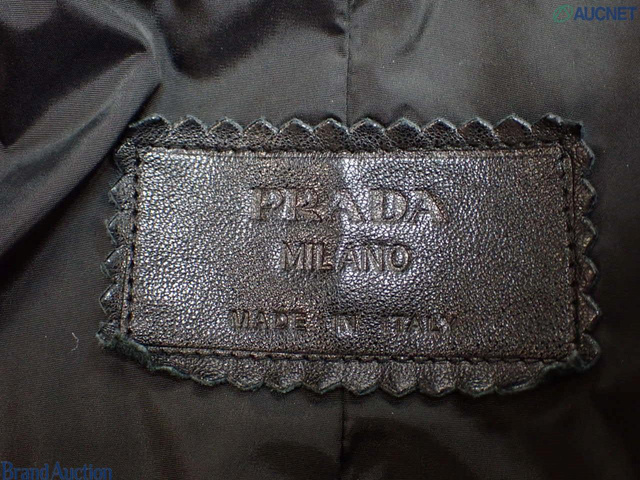 AUCNET
PRADA
MILANO
MADE IN ITALY
Brand Auction